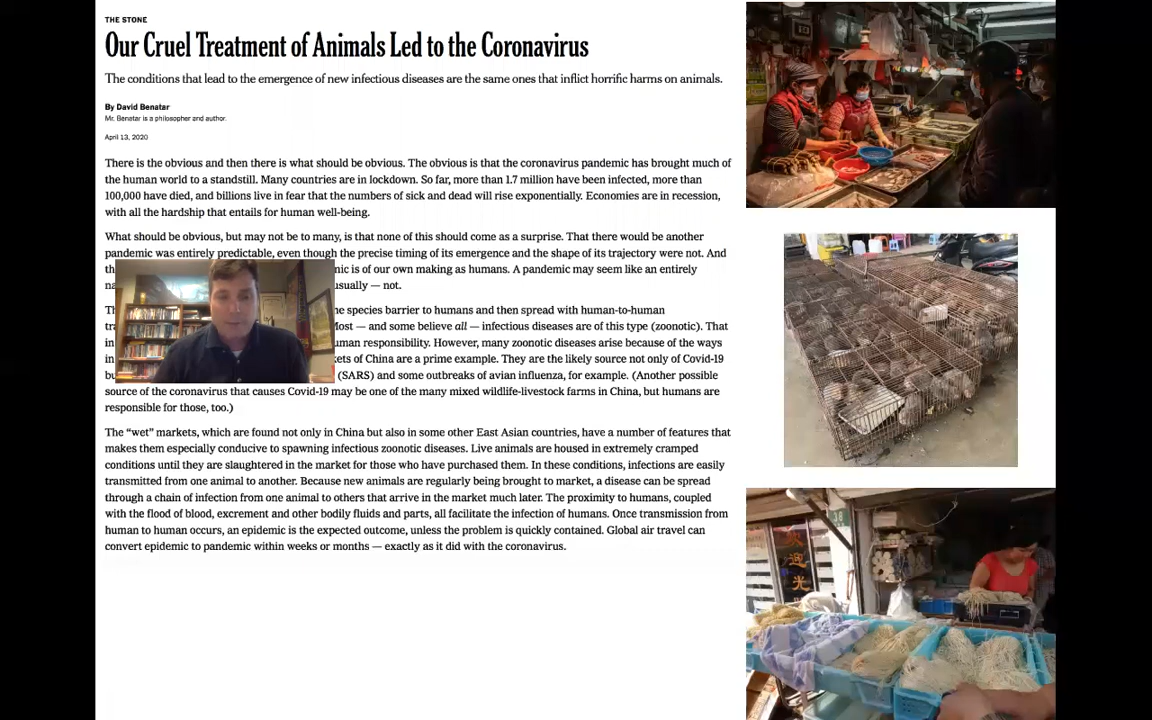 THE STONE
Our Cruel Treatment of Animals Led to the Coronavirus
The conditions that lead to the emergence of new infectious diseases are the same ones that inflict horrific harms on animals.
By David Benatar
Mr. Benatar is a philosopher and author.
April 13, 2020
There is the obvious and then there is what should be obvious. The obvious is that the coronavirus pandemic has brought much of
the human world to a standstill. Many countries are in lockdown. So far, more than 1.7 million have been infected, more than
100,000 have died, and billions live in fear that the numbers of sick and dead will rise exponentially. Economies are in recession,
with all the hardship that entails for human well-being.
What should be obvious, but may not be to many, is that none of this should come as a surprise. That there would be another
pandemic was entirely predictable, even though the precise timing of its emergence and the shape of its trajectory were not. And
is of our own making as humans. A pandemic may seem like an entirely
usually — not.
species barrier to humans and then spread with human-to-human
Most — and some believe all — infectious diseases are of this type (zoonotic). That
human responsibility. However, many zoonotic diseases arise because of the ways
in
of China are a prime example. They are the likely source not only of Covid-19
(SARS) and some outbreaks of avian influenza, for example. (Another possible
source of the coronavirus that causes Covid-19 may be one of the many mixed wildlife-livestock farms in China, but humans are
responsible for those, too.)
The “wet” markets, which are found not only in China but also in some other East Asian countries, have a number of features that
makes them especially conducive to spawning infectious zoonotic diseases. Live animals are housed in extremely cramped
conditions until they are slaughtered in the market for those who have purchased them. In these conditions, infections are easily
transmitted from one animal to another. Because new animals are regularly being brought to market, a disease can be spread
through a chain of infection from one animal to others that arrive in the market much later. The proximity to humans, coupled
with the flood of blood, excrement and other bodily fluids and parts, all facilitate the infection of humans. Once transmission from
human to human occurs, an epidemic is the expected outcome, unless the problem is quickly contained. Global air travel can
convert epidemic to pandemic within weeks or months — exactly as it did with the coronavirus.
38
迎
光